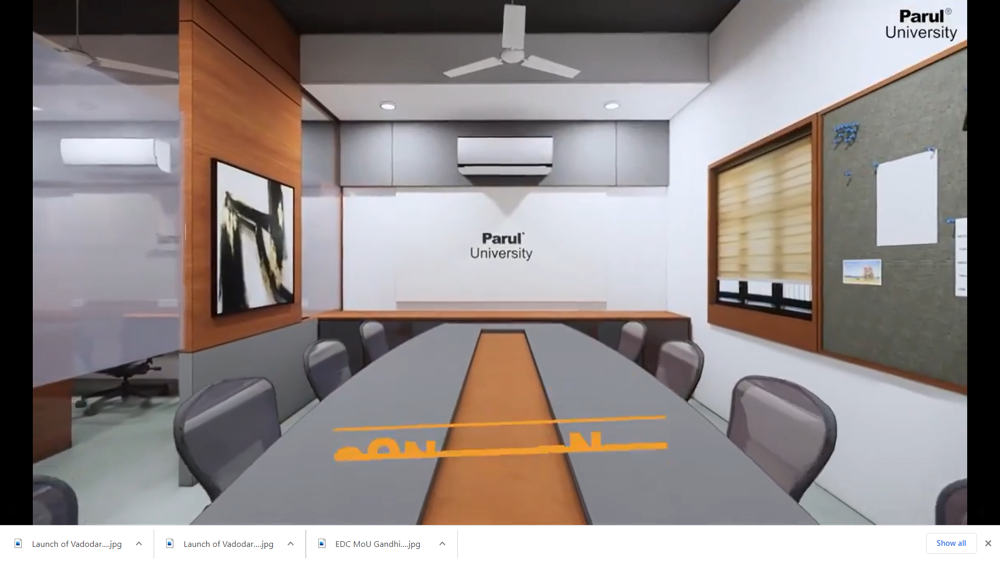 Parul®
University
Parul
University
Launch of Vadodar....jpg
Launch of Vadodar....jpg
EDC MoU Gandhi....jpg
Show all